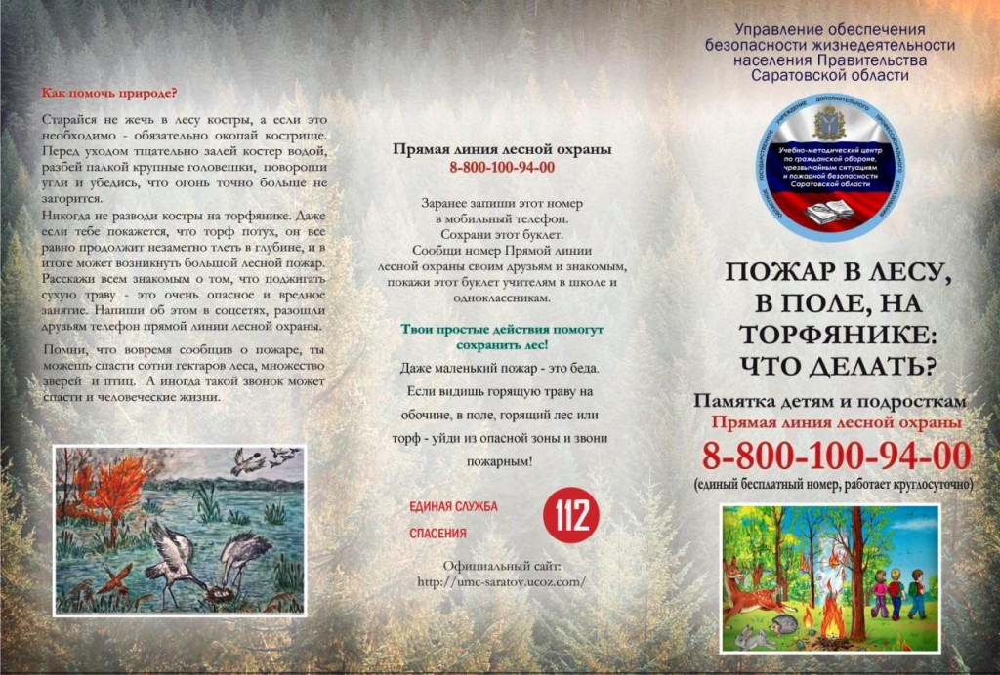 Как помочь природе?
Старайся не жечь в лесу костры, а если это
необходимо - обязательно окопай кострище.
Перед уходом тщательно залей костер водой,
разбей палкой крупные головешки, повороши
угли и убедись, что огонь точно больше не
загорится.
Никогда не разводи костры на торфянике. Даже
если тебе покажется, что торф потух, он все
равно продолжит незаметно тлеть в глубине, и в
итоге может возникнуть большой лесной пожар.
Расскажи всем знакомым о том, что поджигать
сухую траву - это очень опасное и вредное
занятие. Напиши об этом в соцсетях, разошли
друзьям телефон прямой линии лесной охраны.
Помни, что вовремя сообщив о пожаре, ты
можешь спасти сотни гектаров леса, множество
зверей и птиц. А иногда такой звонок может
спасти и человеческие жизни.
Прямая линия лесной охраны
8-800-100-94-00
Заранее запиши этот номер
в мобильный телефон.
Сохрани этот буклет.
Сообщи номер Прямой линии
лесной охраны своим друзьям и знакомым,
покажи этот буклет учителям в школе и
одноклассникам.
Твои простые действия помогут
сохранить лес!
Даже маленький пожар - это беда.
Если видишь горящую траву на
обочине, в поле, горящий лес или
торф - уйди из опасной зоны и звони
пожарным!
ЕДИНАЯ СЛУЖБА
СПАСЕНИЯ
112
Официальный сайт:
http://umc-saratov.ucoz.com/
Управление обеспечения
безопасности жизнедеятельности
населения Правительства
Саратовской области
ОБЛАСТНОЕ ГОСУДАРСТВЕННОЕ УЧРЕЖДЕНИЕ ДОПОЛНИТЕЛЬНОГО ПРОФЕССИОНАЛЬНОГО ОБРАЗОВАНИЯ
Учебно-методический центр
по гражданской обороне,
чрезвычайным ситуациям
и пожарной безопасности
Саратовской области
ПОЖАР В ЛЕСУ,
В ПОЛЕ, НА
ТОРФЯНИКЕ:
ЧТО ДЕЛАТЬ?
Памятка детям и подросткам
Прямая линия лесной охраны
8-800-100-94-00
(единый бесплатный номер, работает круглосуточно)